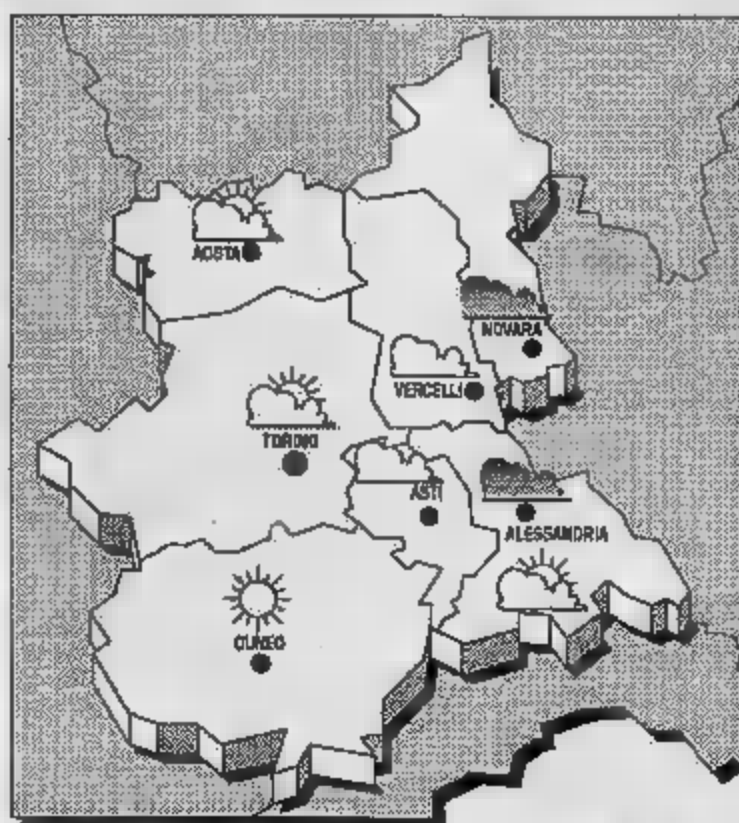 AOSTA
NOVARA
VERCELLI
TORINO
ASTI
ALESSANDRIA
CUNEO